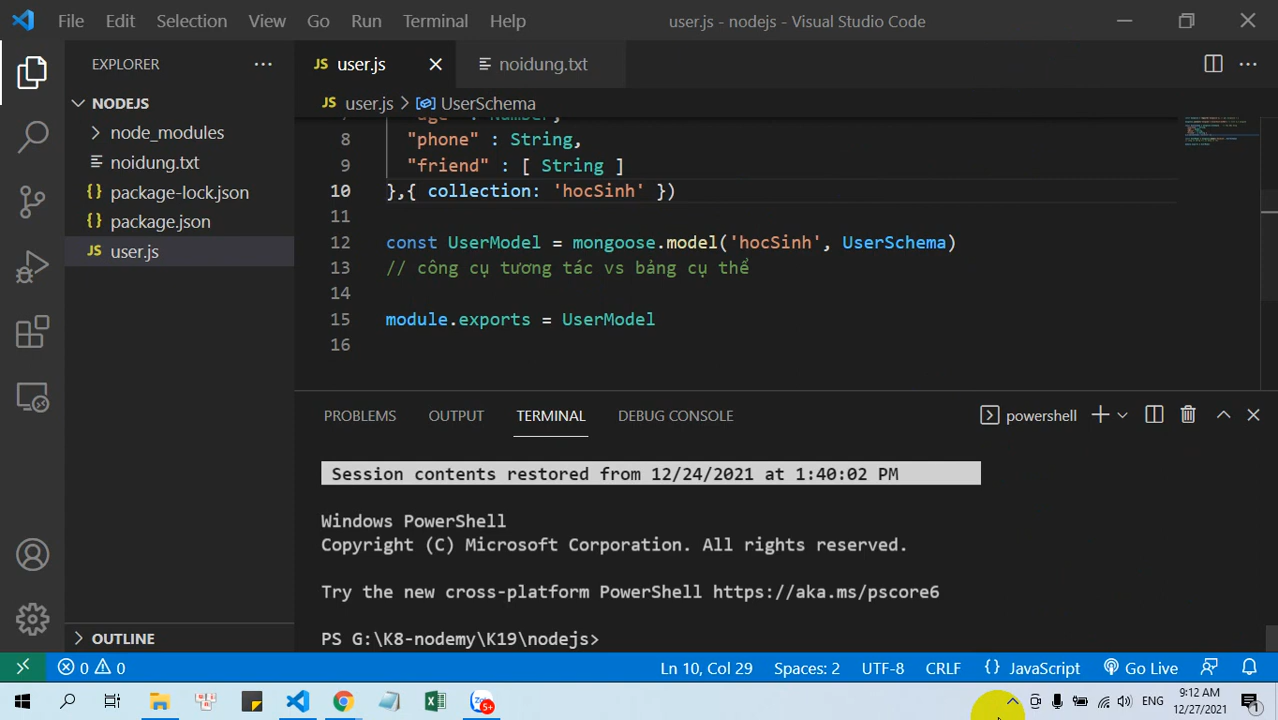 File Edit Selection View Go Run Terminal Help user.js - nodejs - Visual Studio Code
EXPLORER
JS user.js
noidung.txt
NODEJS
JS user.js > UserSchema
node_modules
noidung.txt
{} package-lock.json
{} package.json
JS user.js
8 "phone" : String,
9 "friend" : [ String ]
10 },{ collection: 'hocSinh' })
11
12 const UserModel = mongoose.model('hocSinh', UserSchema)
13 // công cụ tương tác vs bảng cụ thể
14
15 module.exports = UserModel
16
PROBLEMS OUTPUT TERMINAL DEBUG CONSOLE powershell
Session contents restored from 12/24/2021 at 1:40:02 PM
Windows PowerShell
Copyright (C) Microsoft Corporation. All rights reserved.
Try the new cross-platform PowerShell https://aka.ms/pscore6
PS G:\K8-nodemy\K19\nodejs>
OUTLINE
0 0 Ln 10, Col 29 Spaces: 2 UTF-8 CRLF {} JavaScript Go Live
5+
ENG
9:12 AM
12/27/2021
1